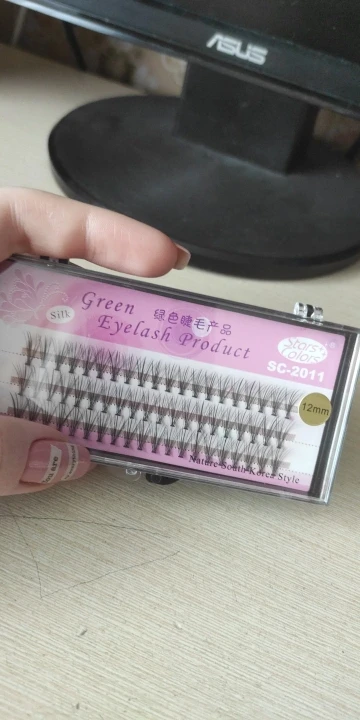 ASUS
Silk
Green
绿色睫毛产品
Eyelash Product
Stars Colors
SC-2011
12mm
Nature South Korea Style